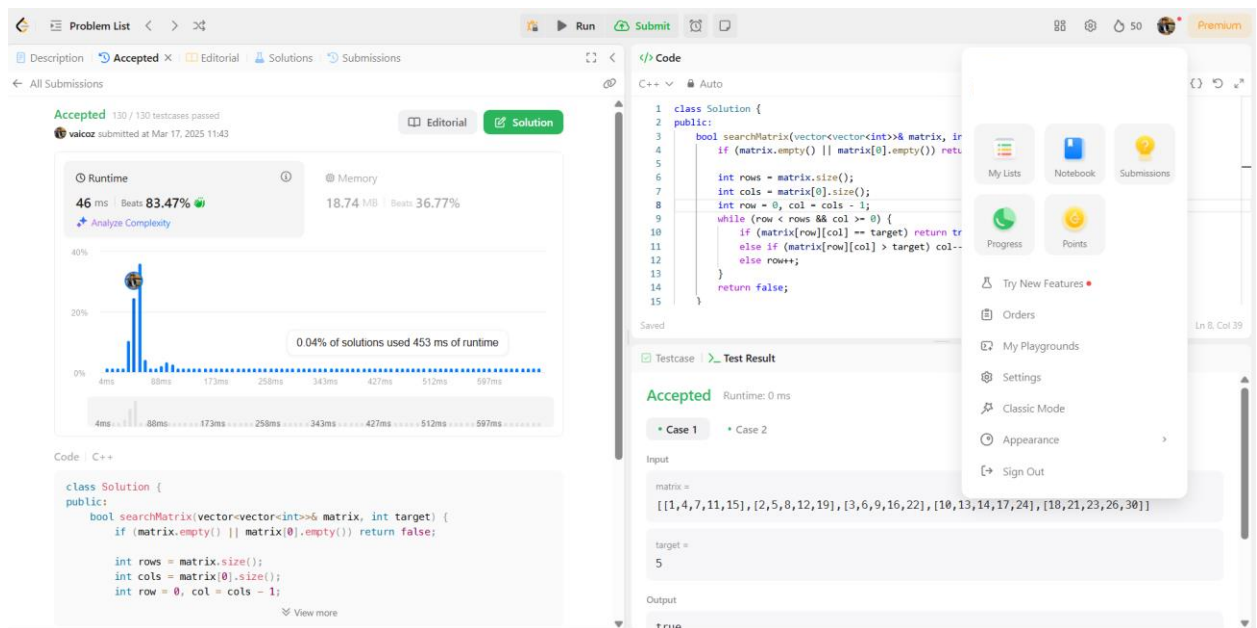 Problem List
Run
Submit
50
Premium
Description
Accepted
Editorial
Solutions
Submissions
All Submissions
Accepted 130 / 130 testcases passed
vaicoz submitted at Mar 17, 2025 11:43
Editorial
Solution
Runtime
46 ms Beats 83.47%
Analyze Complexity
Memory
18.74 MB Beats 36.77%
40%
20%
0%
0.04% of solutions used 453 ms of runtime
4ms 88ms 173ms 258ms 343ms 427ms 512ms 597ms
4ms 88ms 173ms 258ms 343ms 427ms 512ms 597ms
Code C++
class Solution {
public:
bool searchMatrix(vector<vector<int>>& matrix, int target) {
if (matrix.empty() || matrix[0].empty()) return false;
int rows = matrix.size();
int cols = matrix[0].size();
int row = 0, col = cols - 1;
View more
</> Code
C++ Auto
1 class Solution {
2 public:
3 bool searchMatrix(vector<vector<int>>& matrix, in
4 if (matrix.empty() || matrix[0].empty()) retu
5
6 int rows = matrix.size();
7 int cols = matrix[0].size();
8 int row = 0, col = cols - 1;
9 while (row < rows && col >= 0) {
10 if (matrix[row][col] == target) return tr
11 else if (matrix[row][col] > target) col--
12 else row++;
13 }
14 return false;
15 }
Saved
Ln 8, Col 39
Testcase
Test Result
Accepted Runtime: 0 ms
Case 1
Case 2
Input
matrix =
[[1,4,7,11,15],[2,5,8,12,19],[3,6,9,16,22],[10,13,14,17,24],[18,21,23,26,30]]
target =
5
Output
true
My Lists
Notebook
Submissions
Progress
Points
Try New Features
Orders
My Playgrounds
Settings
Classic Mode
Appearance
Sign Out